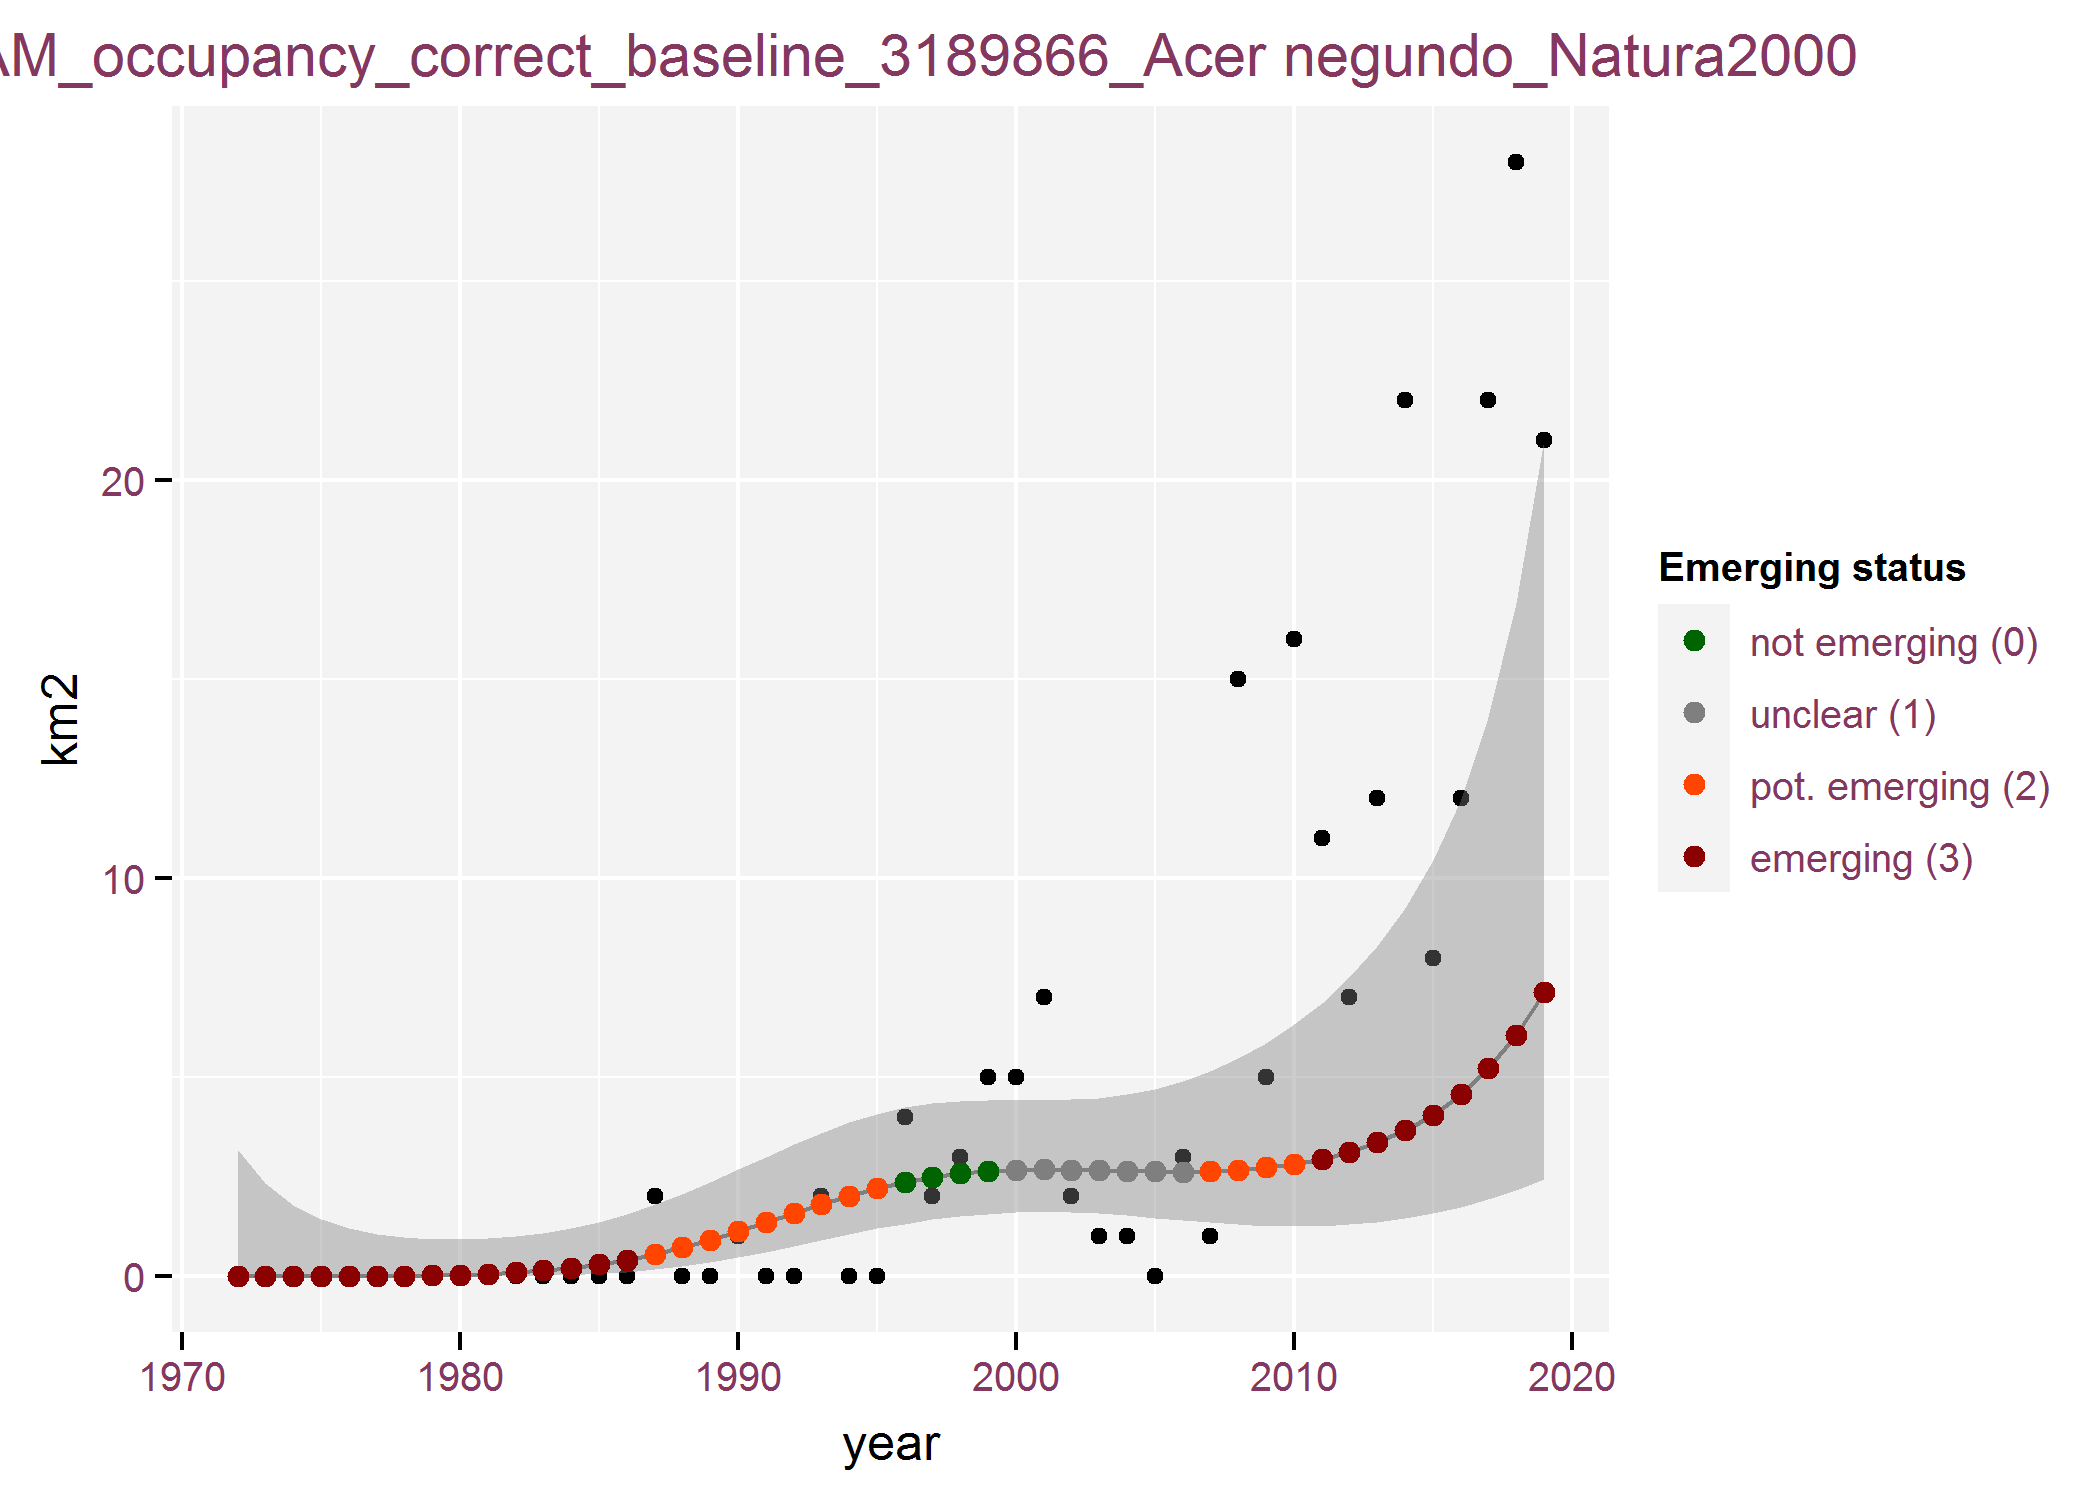 AM_occupancy_correct_baseline_3189866_Acer negundo_Natura2000
km2
20
10
0
1970 1980 1990 2000 2010 2020
year
Emerging status
not emerging (0)
unclear (1)
pot. emerging (2)
emerging (3)